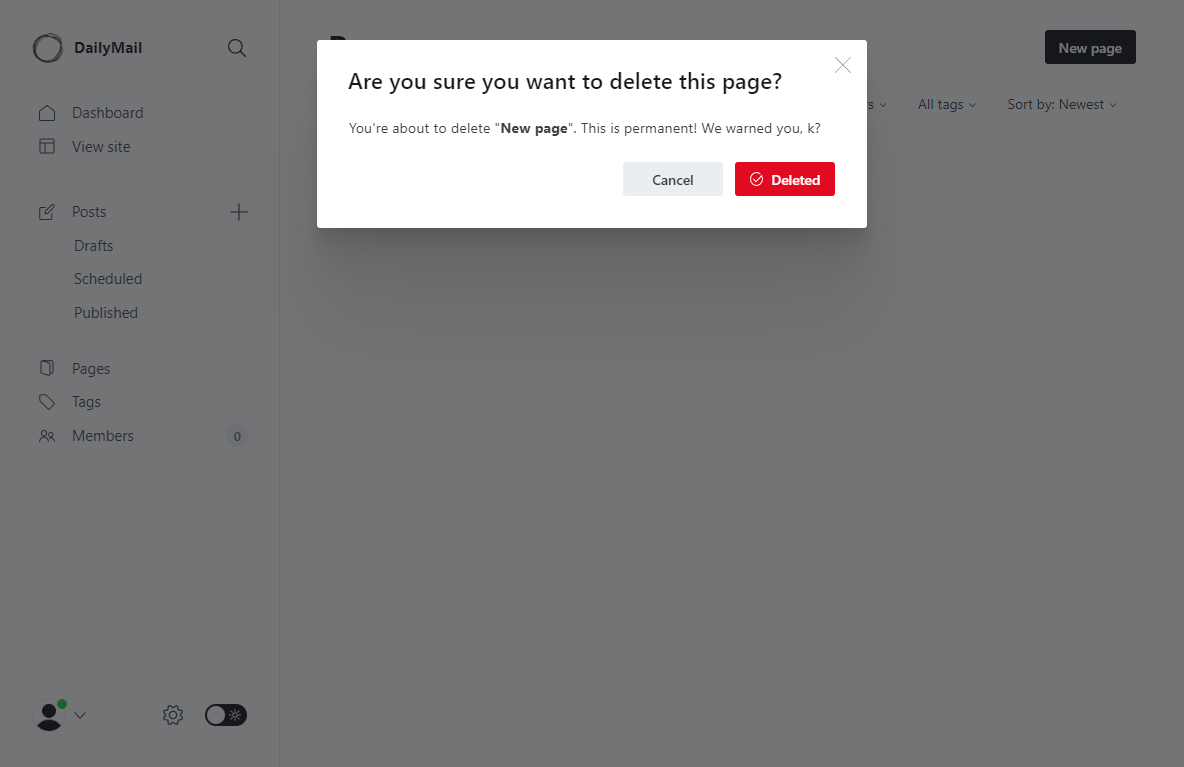 DailyMail
Dashboard
View site
Posts
Drafts
Scheduled
Published
Pages
Tags
Members
0
New page
All tags
Sort by: Newest
Are you sure you want to delete this page?
You're about to delete "New page". This is permanent! We warned you, k?
Cancel
Deleted